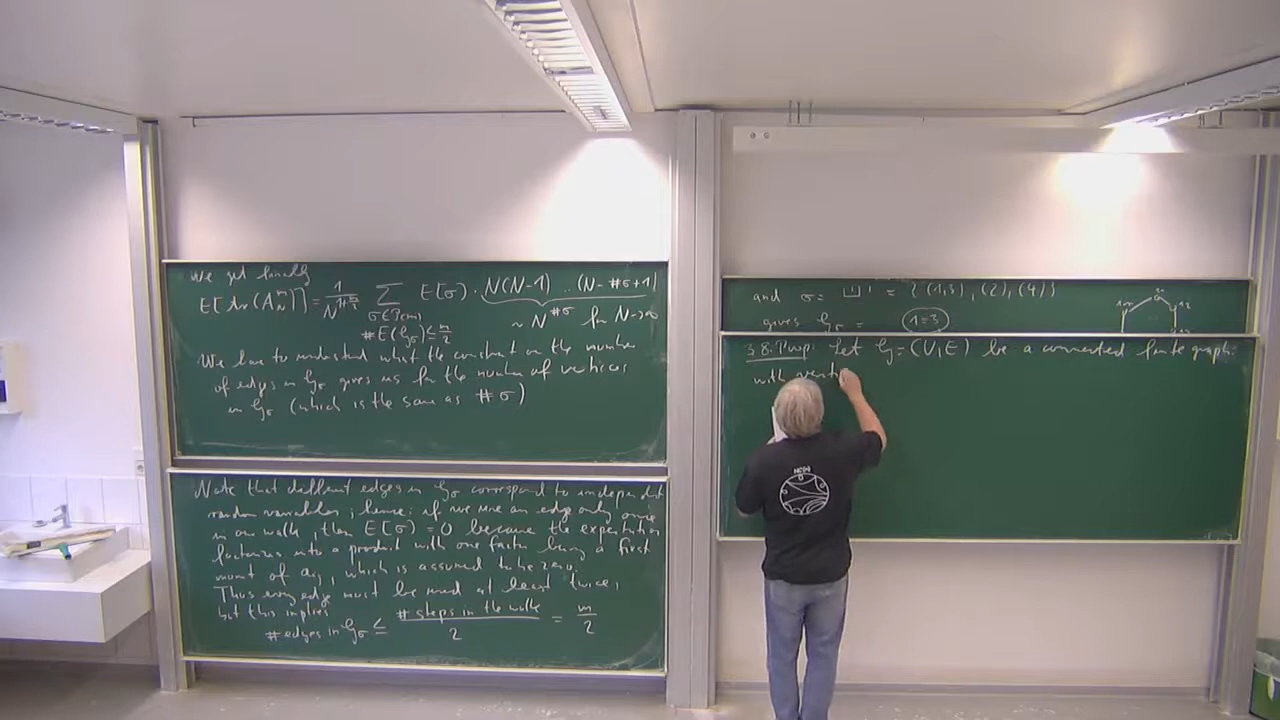 We get finally
E[tr(A_N^m)] = 1/N^{1+m/2} Σ_{σ∈P(m), #E(G_σ)≤m/2} E[σ] · N(N-1) ... (N-#σ+1)
~ N^{#σ} for N→∞
We have to understand what the constraint on the number
of edges in G_σ gives us for the number of vertices
in G_σ (which is the same as #σ)
Note that different edges in G_σ correspond to independent
random variables; hence: if we use an edge only once
in our walk, then E[σ] = 0 because the expectation
factorizes into a product with one factor being a first
moment of a_ij, which is assumed to be zero.
Thus every edge must be used at least twice,
but this implies
# edges in G_σ ≤ # steps in the walk / 2 = m/2
and σ = = {(1,3), (2), (4)}
gives G_σ = 1=3
3.8. Prop. Let G=(V,E) be a connected finite graph
with verti
NC(n)